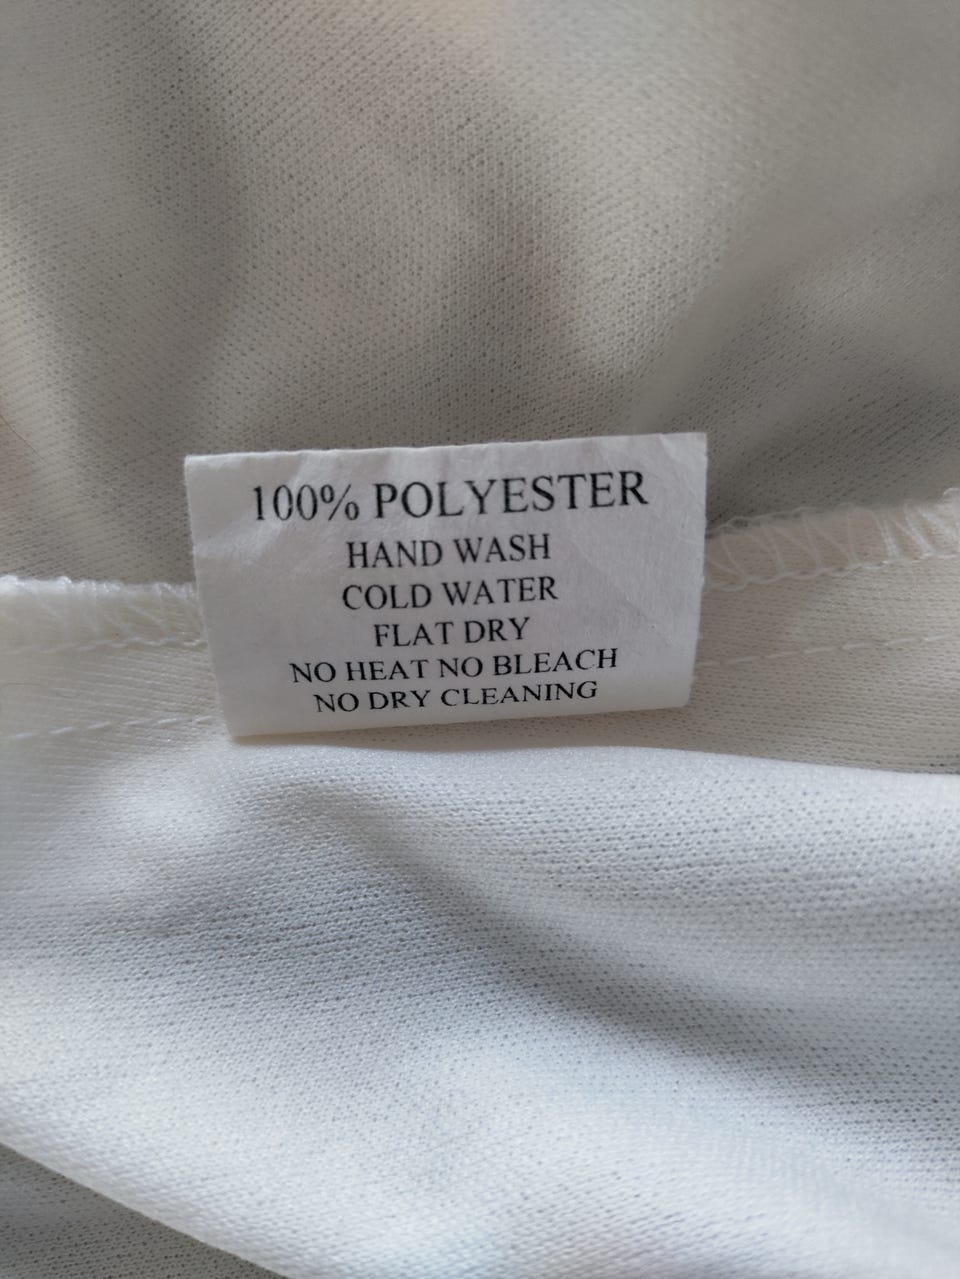 100% POLYESTER
HAND WASH
COLD WATER
FLAT DRY
NO HEAT NO BLEACH
NO DRY CLEANING